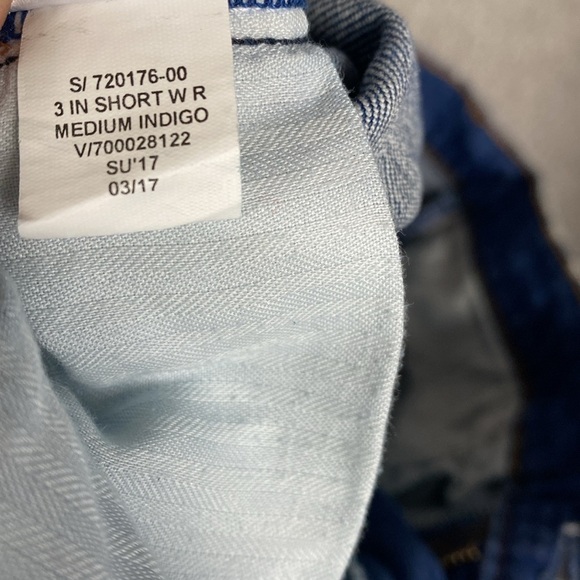 S/ 720176-00
3 IN SHORT W R
MEDIUM INDIGO
V/700028122
SU'17
03/17